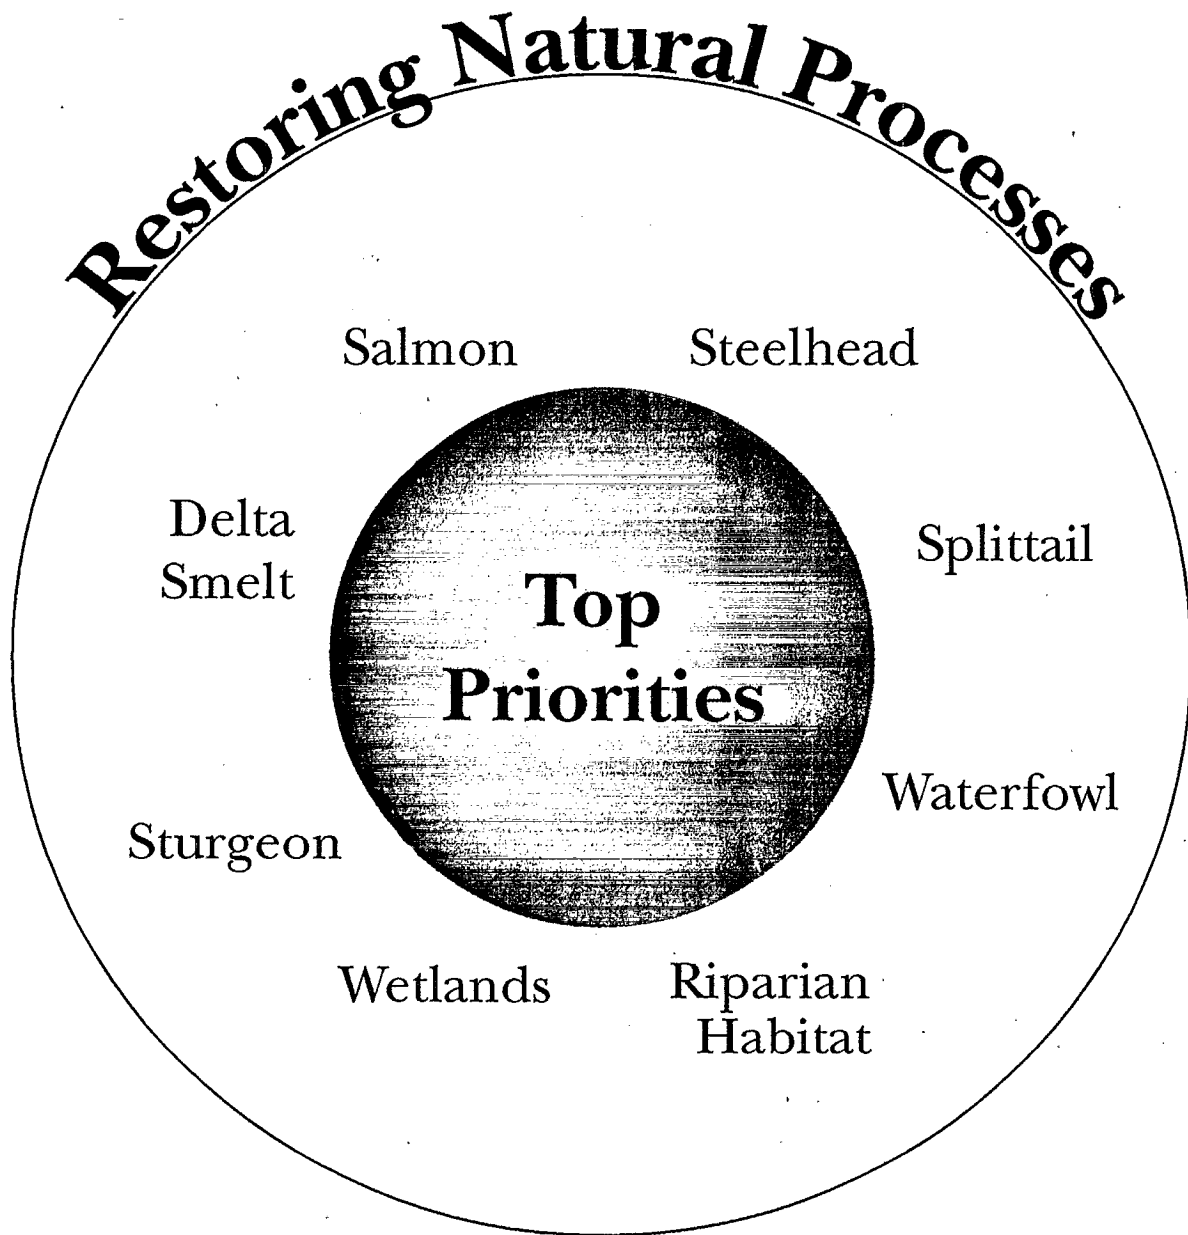 Restoring Natural Processes
Salmon
Steelhead
Delta
Smelt
Splittail
Top
Priorities
Waterfowl
Sturgeon
Wetlands
Riparian
Habitat